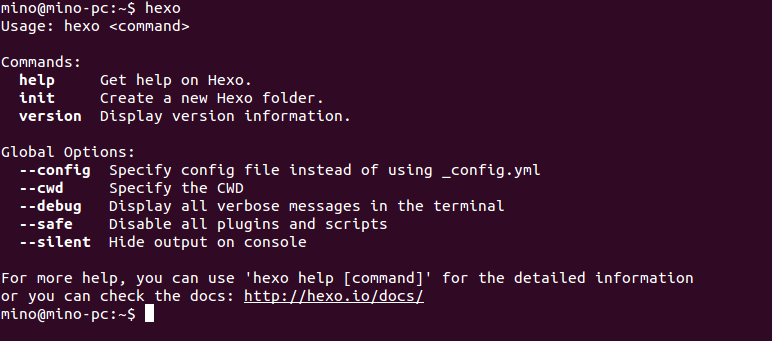 mino@mino-pc:~$ hexo
Usage: hexo <command>
Commands:
help Get help on Hexo.
init Create a new Hexo folder.
version Display version information.
Global Options:
--config Specify config file instead of using _config.yml
--cwd Specify the CWD
--debug Display all verbose messages in the terminal
--safe Disable all plugins and scripts
--silent Hide output on console
For more help, you can use 'hexo help [command]' for the detailed information
or you can check the docs: http://hexo.io/docs/
mino@mino-pc:~$